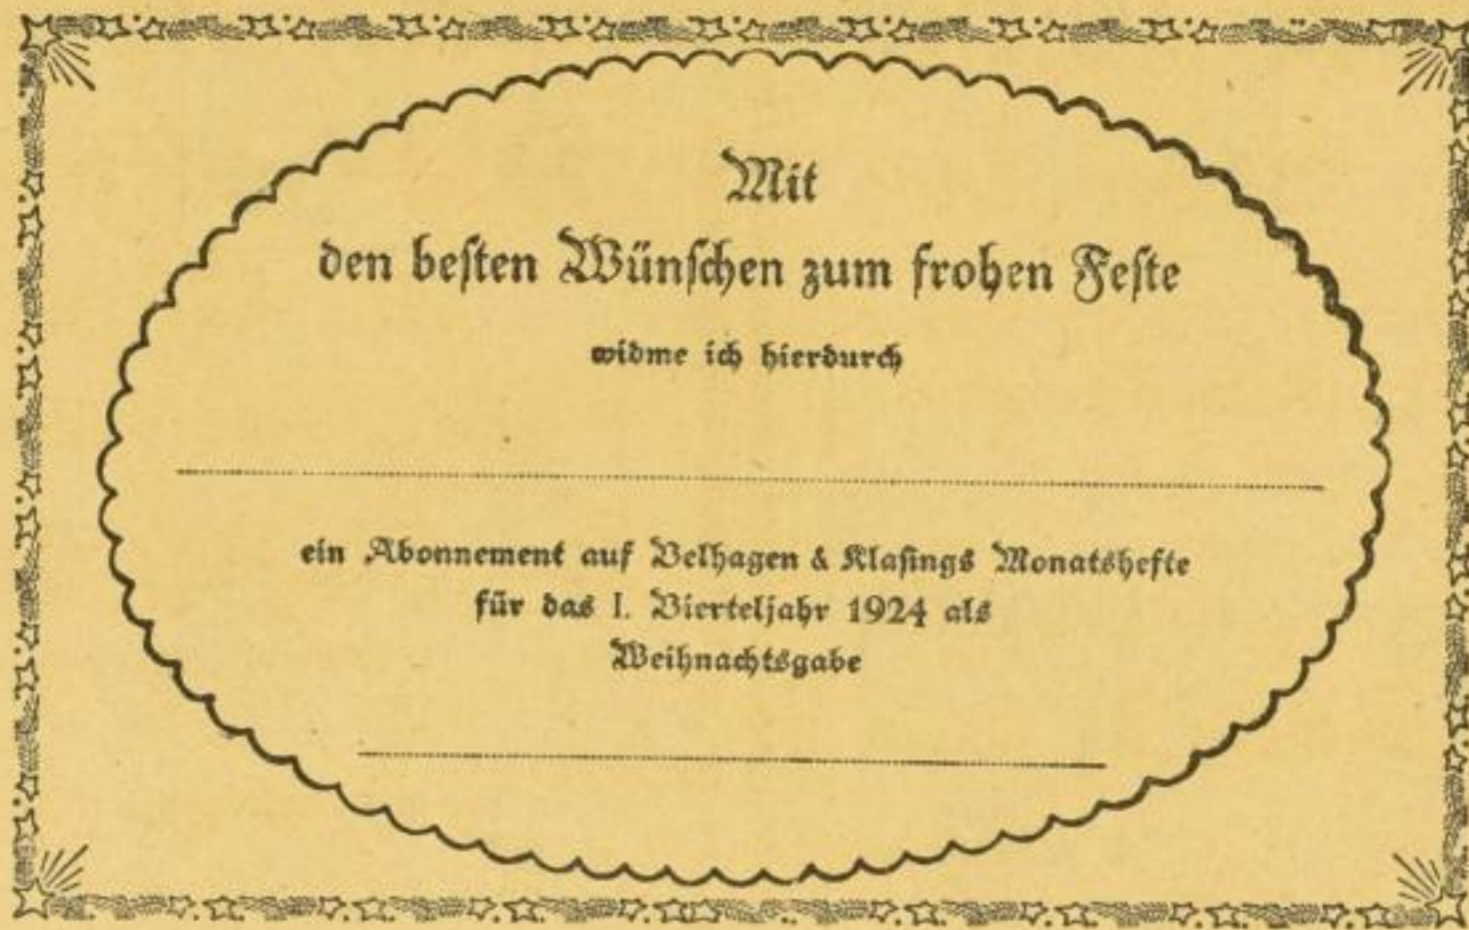 Mit
den besten Wünschen zum frohen Feste
widme ich hierdurch
ein Abonnement auf Velhagen & Klasings Monatshefte
für das I. Vierteljahr 1924 als
Weihnachtsgabe